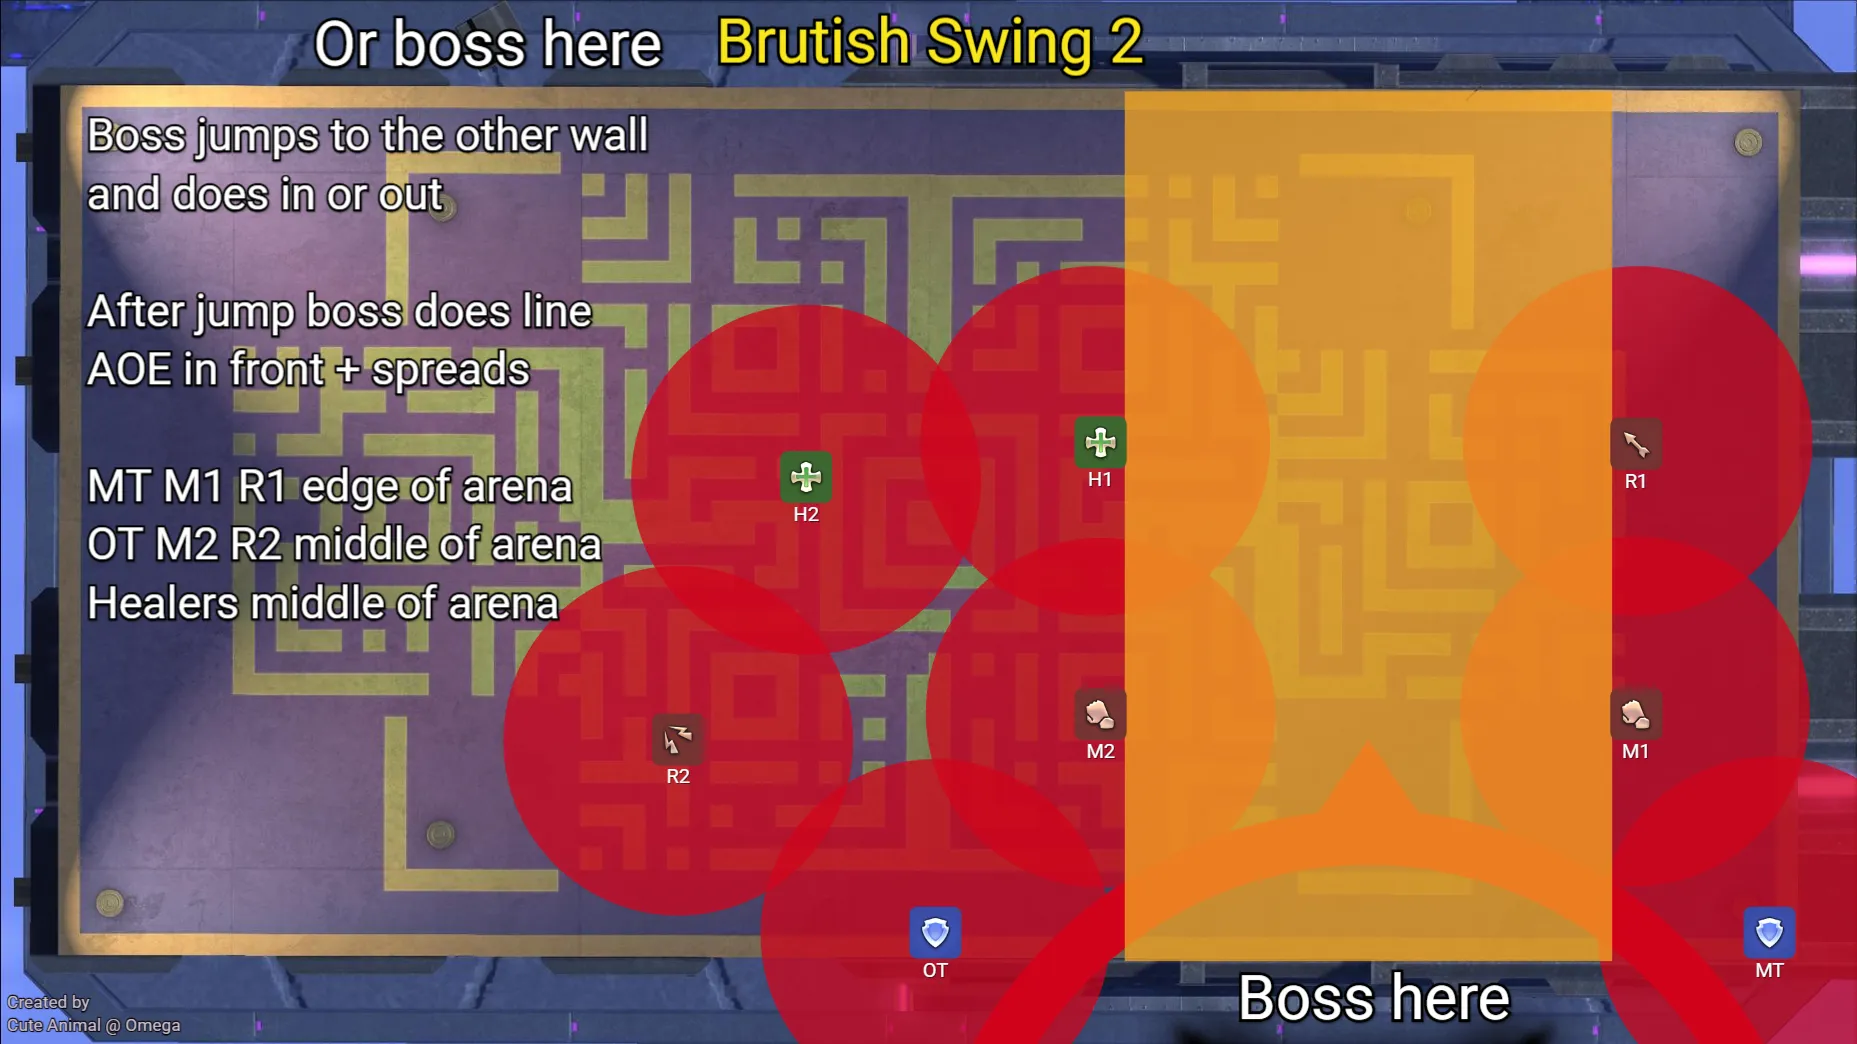 Or boss here
Brutish Swing 2
Boss jumps to the other wall
and does in or out
After jump boss does line
AOE in front + spreads
MT M1 R1 edge of arena
OT M2 R2 middle of arena
Healers middle of arena
H1
R1
H2
M2
M1
R2
OT
MT
Boss here
Created by
Cute Animal @ Omega